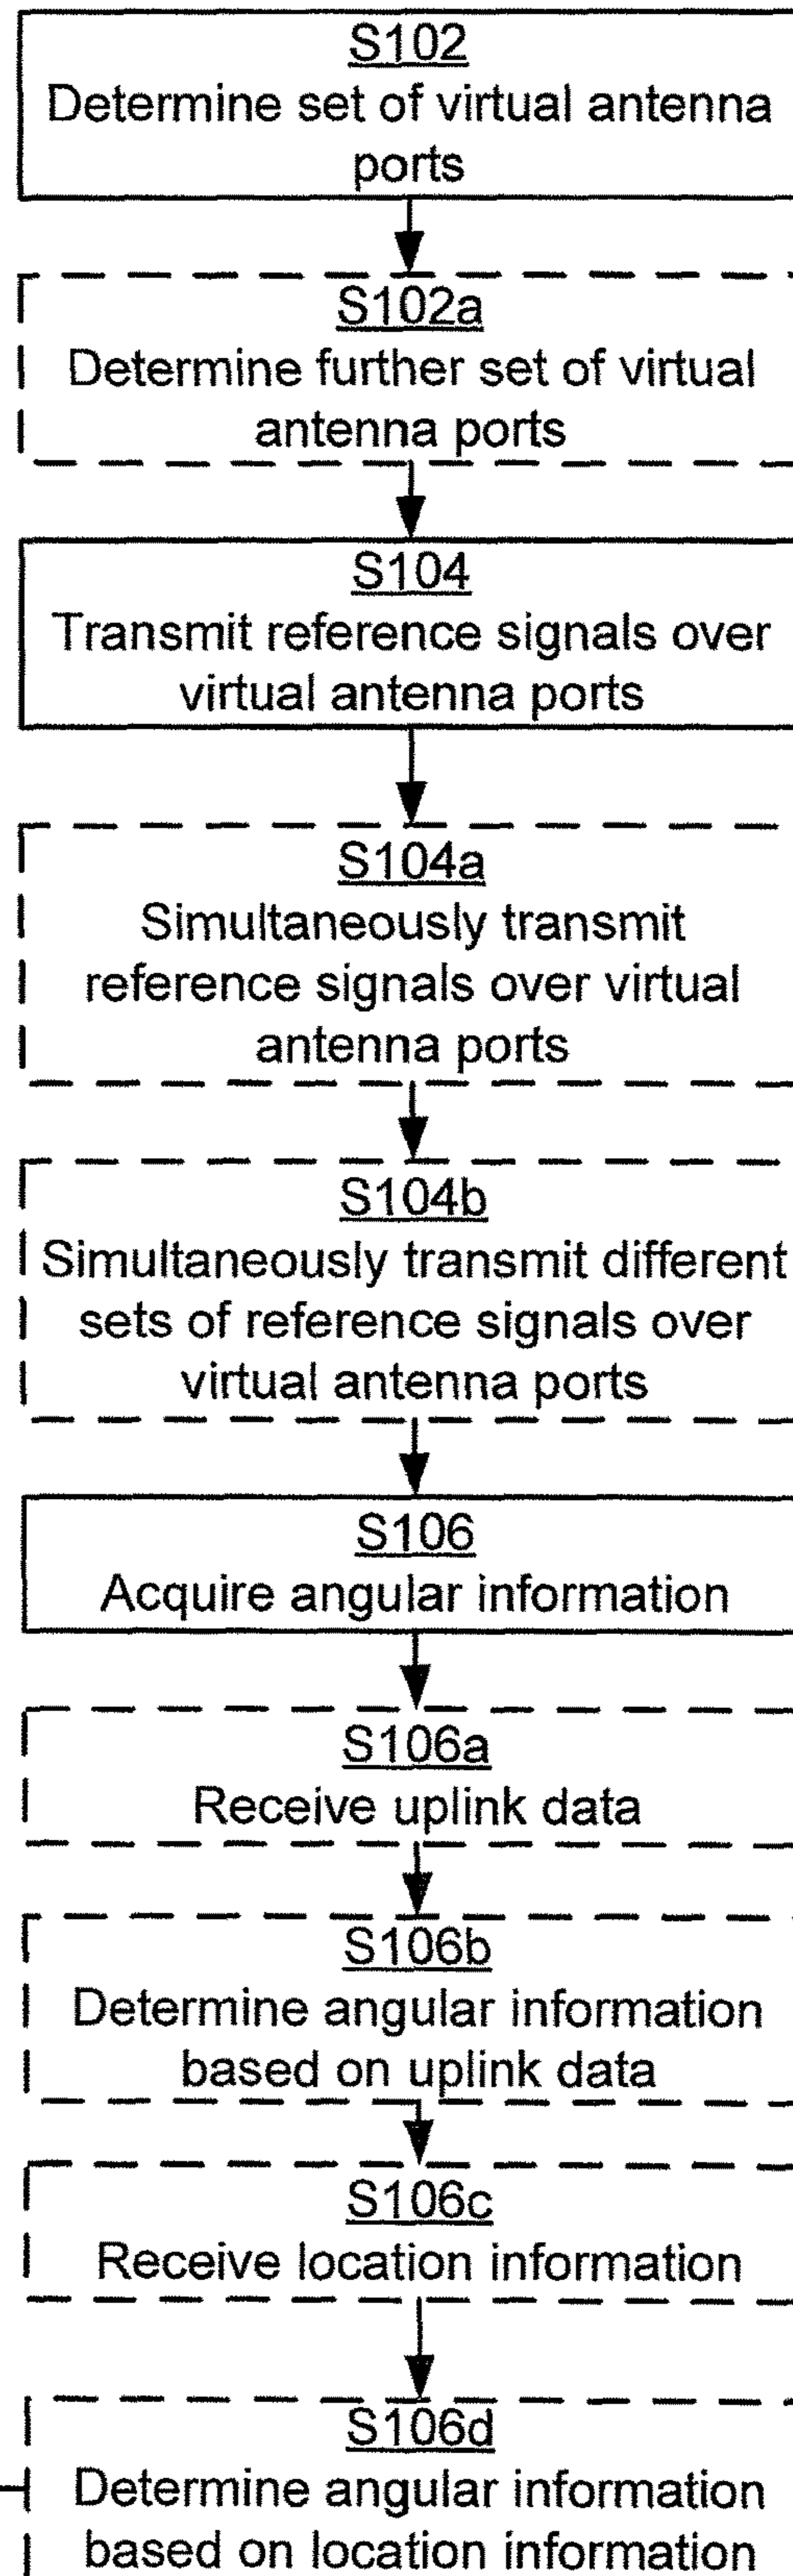 S102
Determine set of virtual antenna
ports
S102a
Determine further set of virtual
antenna ports
S104
Transmit reference signals over
virtual antenna ports
S104a
Simultaneously transmit
reference signals over virtual
antenna ports
S104b
Simultaneously transmit different
sets of reference signals over
virtual antenna ports
S106
Acquire angular information
S106a
Receive uplink data
S106b
Determine angular information
based on uplink data
S106c
Receive location information
S106d
Determine angular information
based on location information